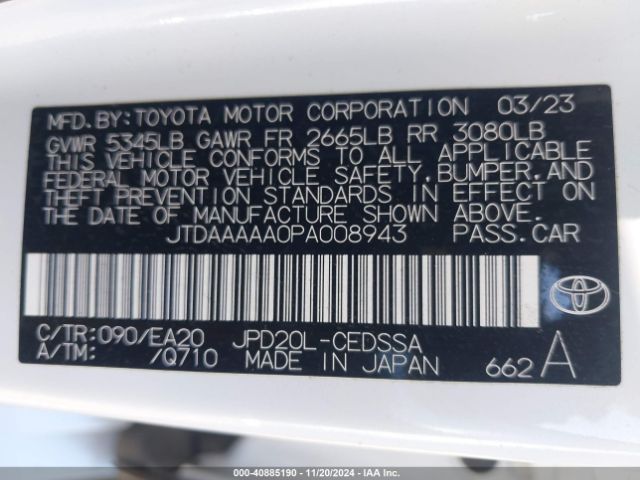 MFD. BY: TOYOTA MOTOR CORPORATION 03/23
GVWR 5345LB GAWR FR 2665LB RR 3080LB
THIS VEHICLE CONFORMS TO ALL APPLICABLE
FEDERAL MOTOR VEHICLE SAFETY, BUMPER, AND
THEFT PREVENTION STANDARDS IN EFFECT ON
THE DATE OF MANUFACTURE SHOWN ABOVE.
JTDAAAAAA0PA008943 PASS. CAR
C/TR: 090/EA20 JPD20L-CEDSSA
A/TM: /Q710 MADE IN JAPAN 662 A
000-40885190 - 11/20/2024 - IAA Inc.